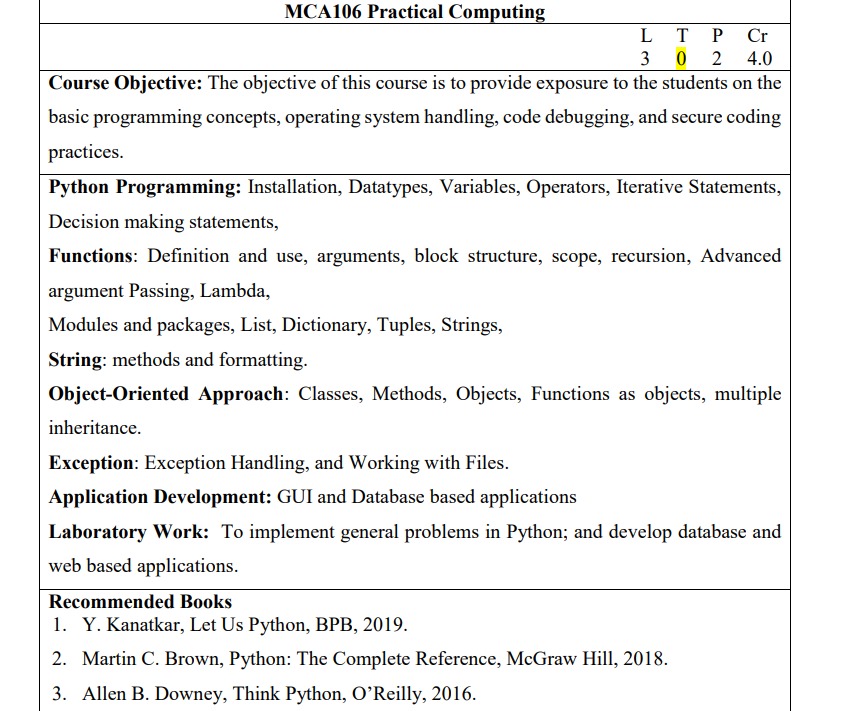 MCA106 Practical Computing
L T P Cr
3 0 2 4.0
Course Objective: The objective of this course is to provide exposure to the students on the
basic programming concepts, operating system handling, code debugging, and secure coding
practices.
Python Programming: Installation, Datatypes, Variables, Operators, Iterative Statements,
Decision making statements,
Functions: Definition and use, arguments, block structure, scope, recursion, Advanced
argument Passing, Lambda,
Modules and packages, List, Dictionary, Tuples, Strings,
String: methods and formatting.
Object-Oriented Approach: Classes, Methods, Objects, Functions as objects, multiple
inheritance.
Exception: Exception Handling, and Working with Files.
Application Development: GUI and Database based applications
Laboratory Work: To implement general problems in Python; and develop database and
web based applications.
Recommended Books
1. Y. Kanatkar, Let Us Python, BPB, 2019.
2. Martin C. Brown, Python: The Complete Reference, McGraw Hill, 2018.
3. Allen B. Downey, Think Python, O’Reilly, 2016.